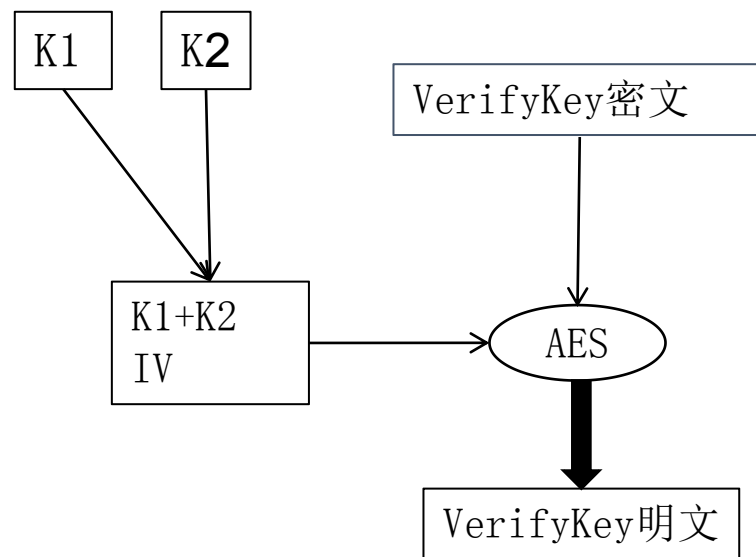 K1
K2
VerifyKey密文
K1+K2
IV
AES
VerifyKey明文